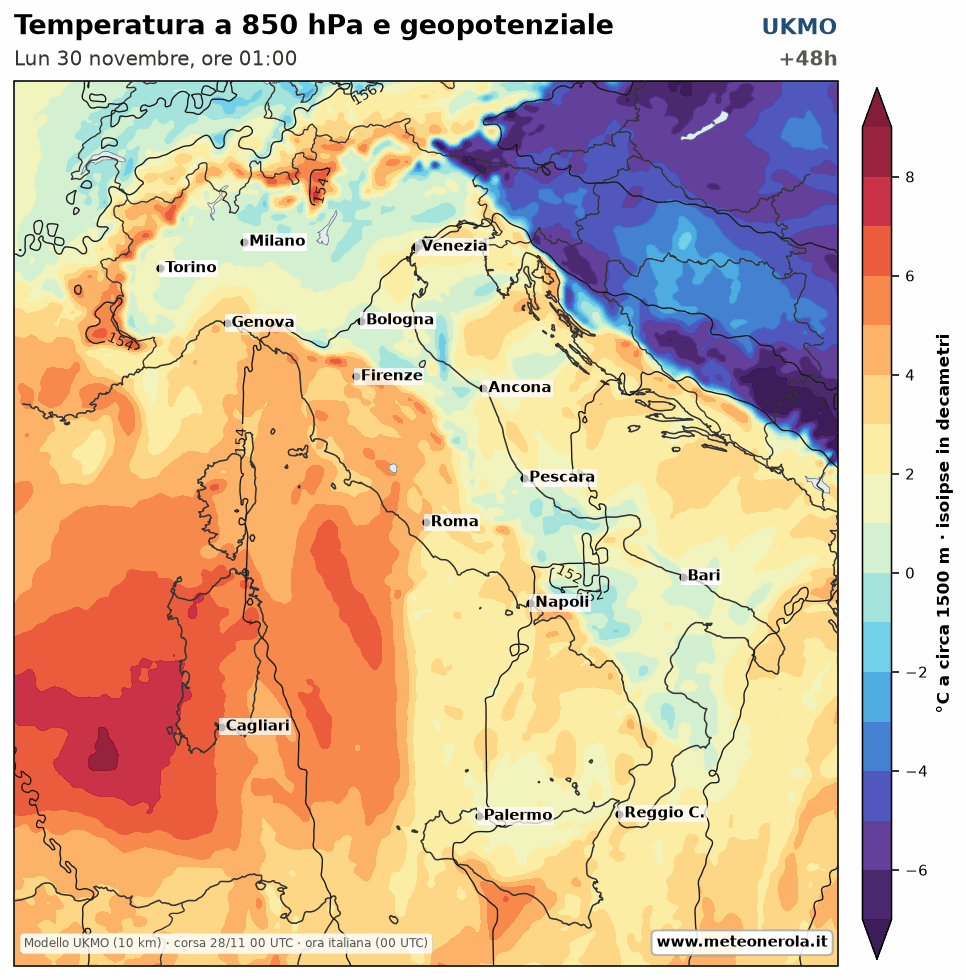 Temperatura a 850 hPa e geopotenziale
UKMO
Lun 30 novembre, ore 01:00
+48h
156
154
Milano
Venezia
Torino
Genova
Bologna
154
Firenze
Ancona
154
Pescara
Roma
152
Bari
Napoli
152
Cagliari
Palermo
Reggio C.
Modello UKMO (10 km) · corsa 28/11 00 UTC · ora italiana (00 UTC)
www.meteonerola.it
8
6
4
2
0
−2
−4
−6
°C a circa 1500 m · isoipse in decametri